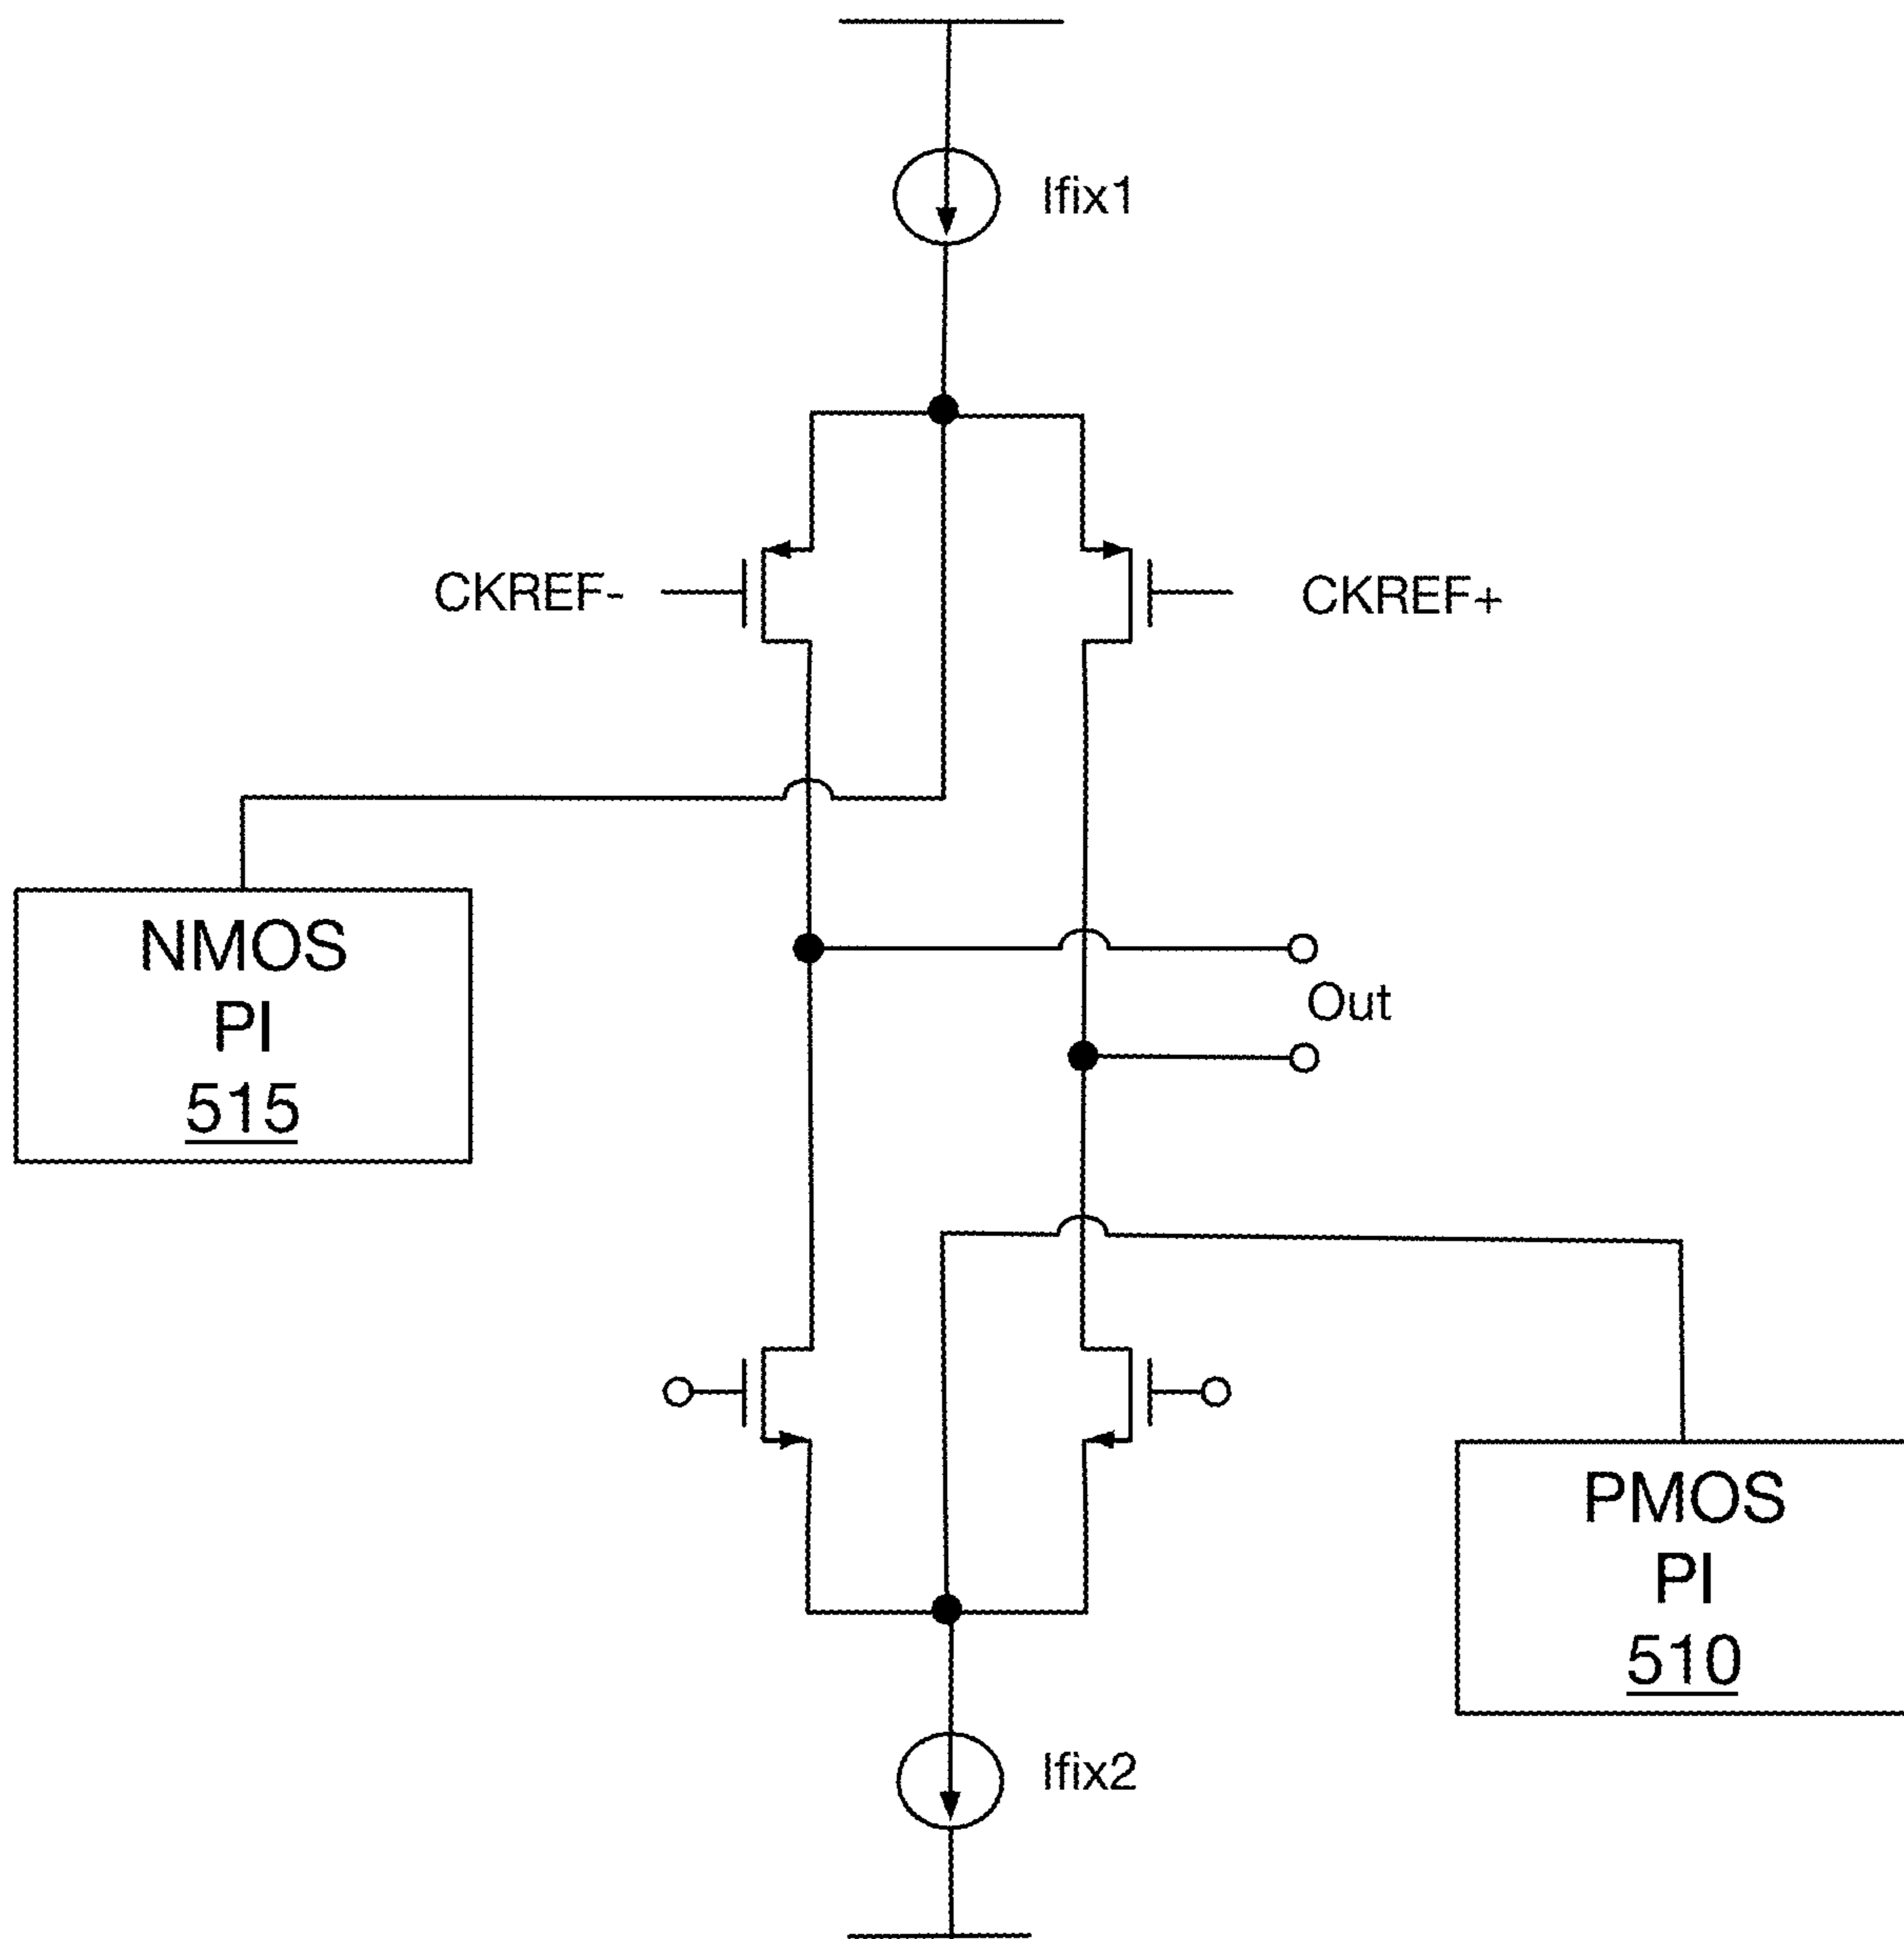 Ifix1
CKREF-
CKREF+
NMOS
PI
515
Out
PMOS
PI
510
Ifix2